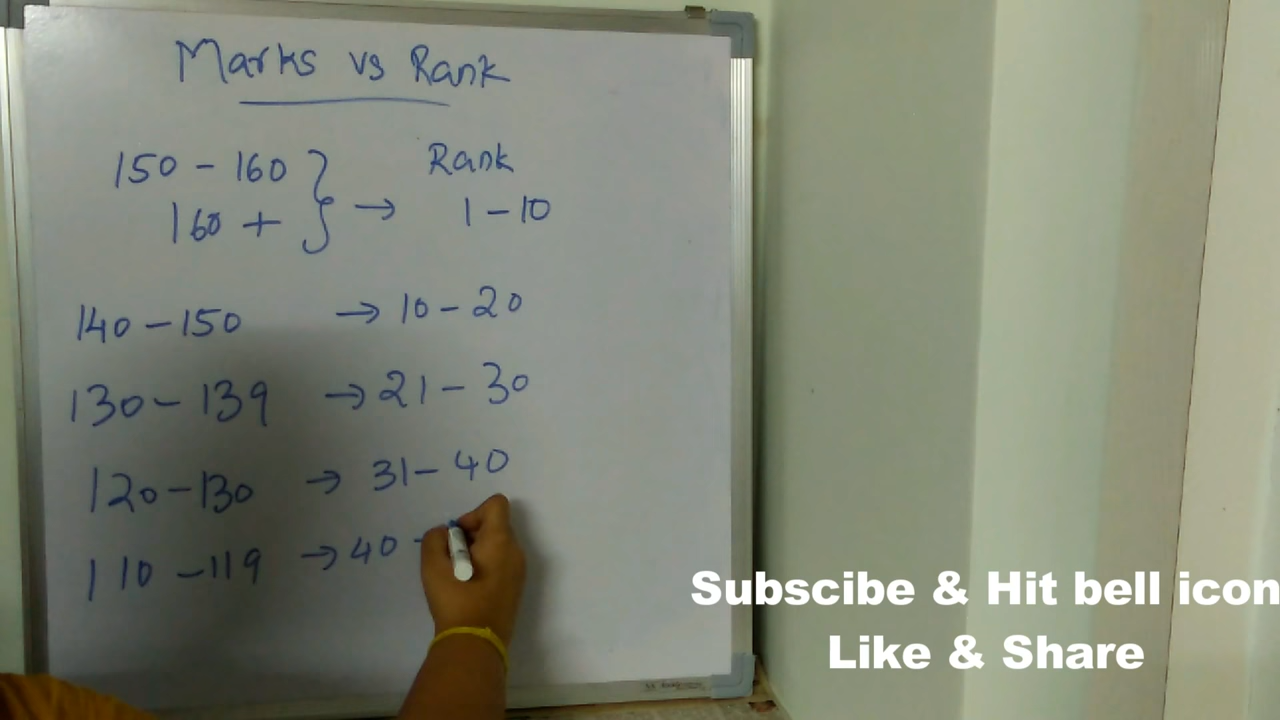 Marks vs Rank
150 - 160 Rank
160 + } → 1 - 10
140 - 150 → 10 - 20
130 - 139 → 21 - 30
120 - 130 → 31 - 40
110 - 119 → 40 -
Subscibe & Hit bell icon
Like & Share